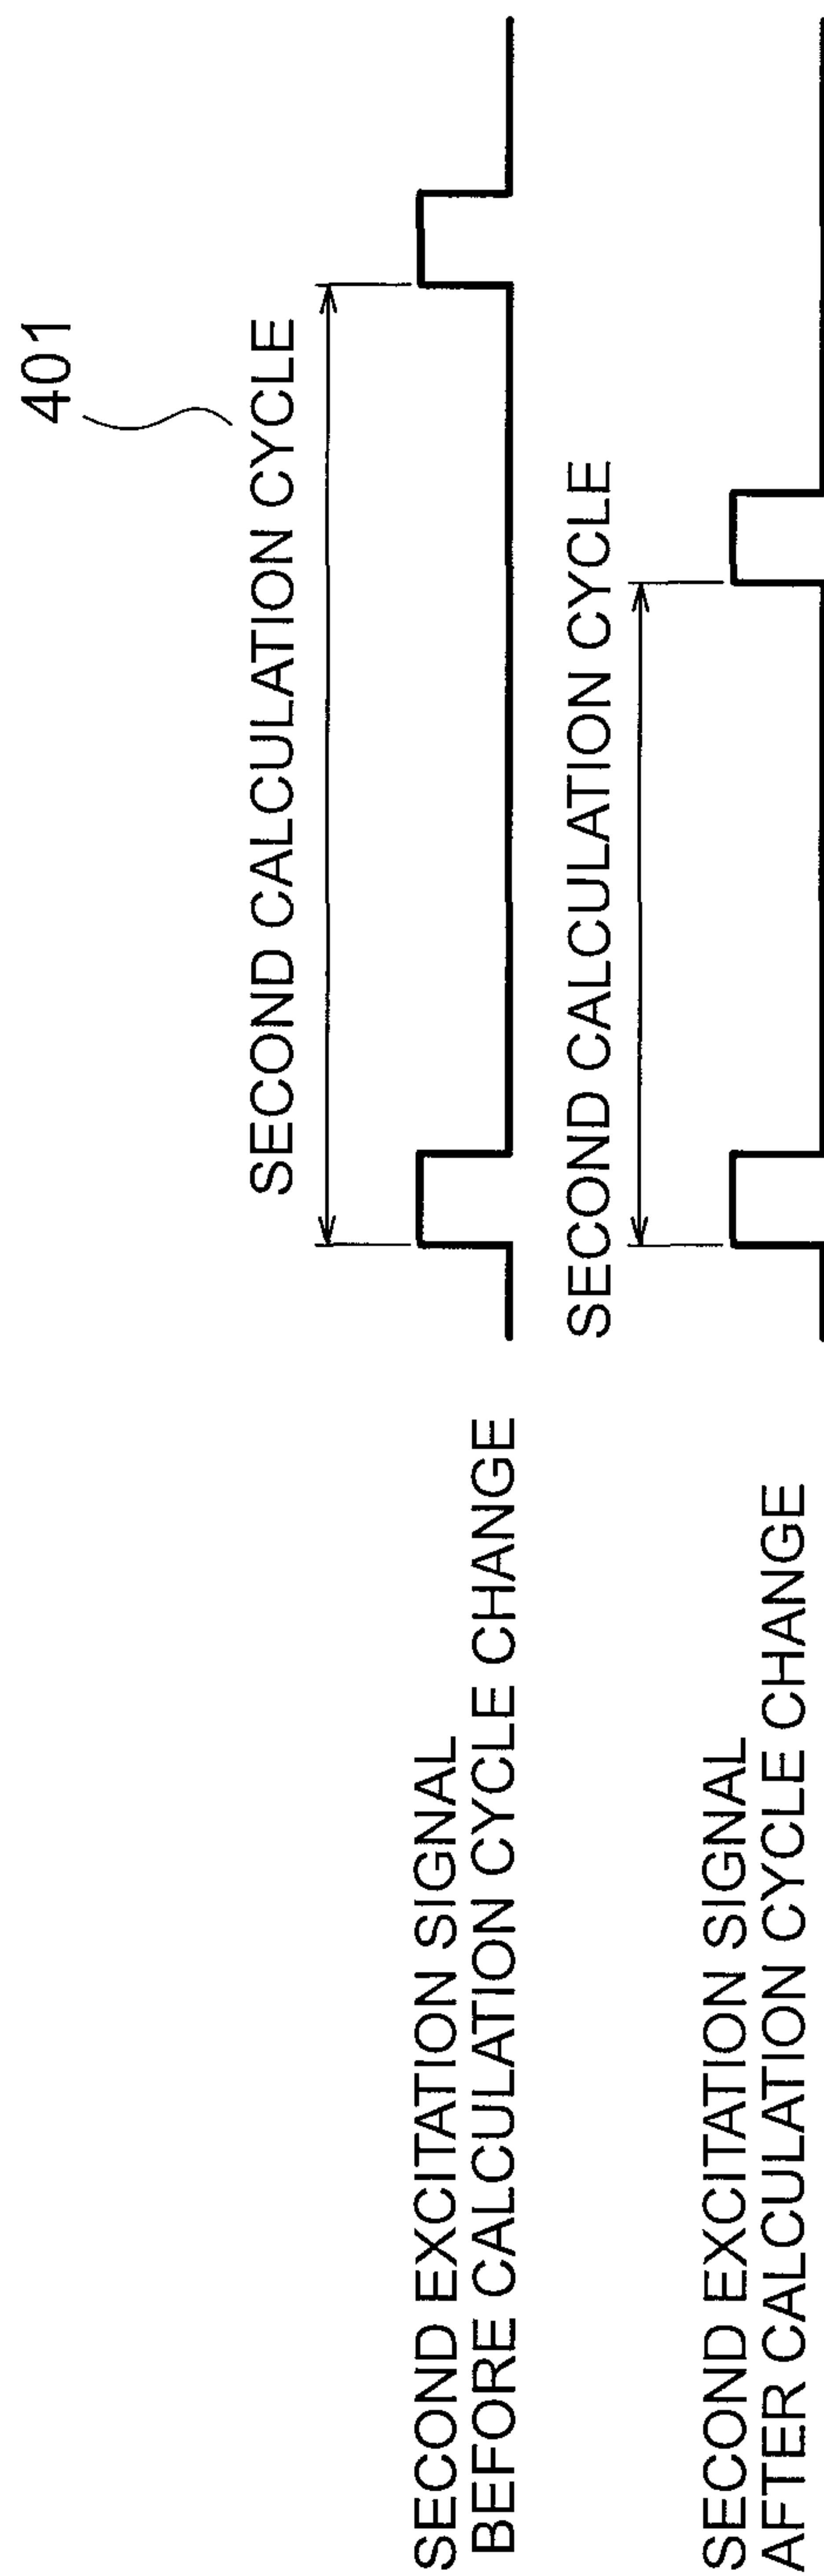 401
SECOND CALCULATION CYCLE
SECOND EXCITATION SIGNAL
BEFORE CALCULATION CYCLE CHANGE
SECOND CALCULATION CYCLE
SECOND EXCITATION SIGNAL
AFTER CALCULATION CYCLE CHANGE